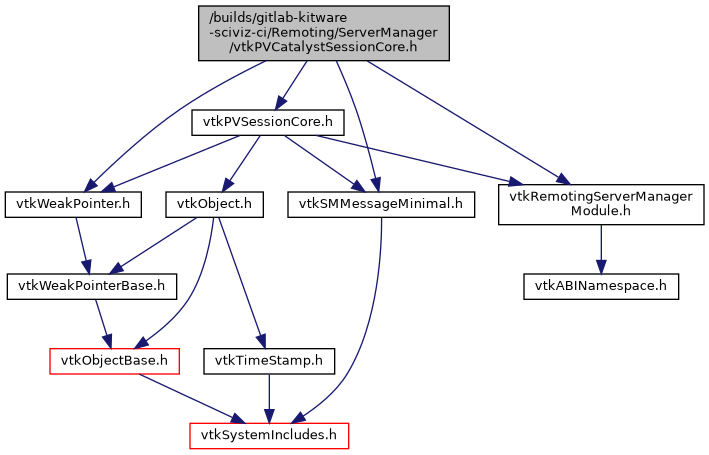 /builds/gitlab-kitware
-sciviz-ci/Remoting/ServerManager
/vtkPVCatalystSessionCore.h
vtkPVSessionCore.h
vtkWeakPointer.h
vtkObject.h
vtkSMMessageMinimal.h
vtkRemotingServerManager
Module.h
vtkWeakPointerBase.h
vtkABINamespace.h
vtkObjectBase.h
vtkTimeStamp.h
vtkSystemIncludes.h